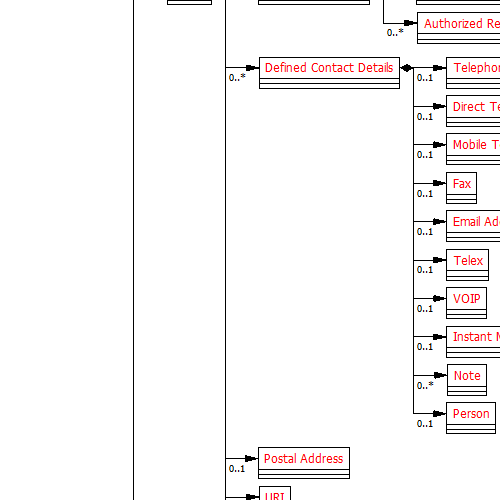 Authorized Re
0..*
Defined Contact Details
0..*
Telephon
0..1
Direct Te
0..1
Mobile T
0..1
Fax
0..1
Email Ad
0..1
Telex
0..1
VOIP
0..1
Instant M
0..1
Note
0..*
Person
0..1
Postal Address
0..1
URI